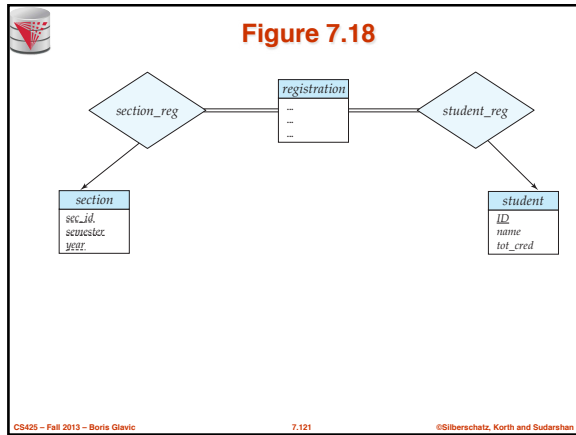 Figure 7.18
section_reg
registration
...
...
...
student_reg
section
sec_id
semester
year
student
ID
name
tot_cred
CS425 – Fall 2013 – Boris Glavic
7.121
©Silberschatz, Korth and Sudarshan